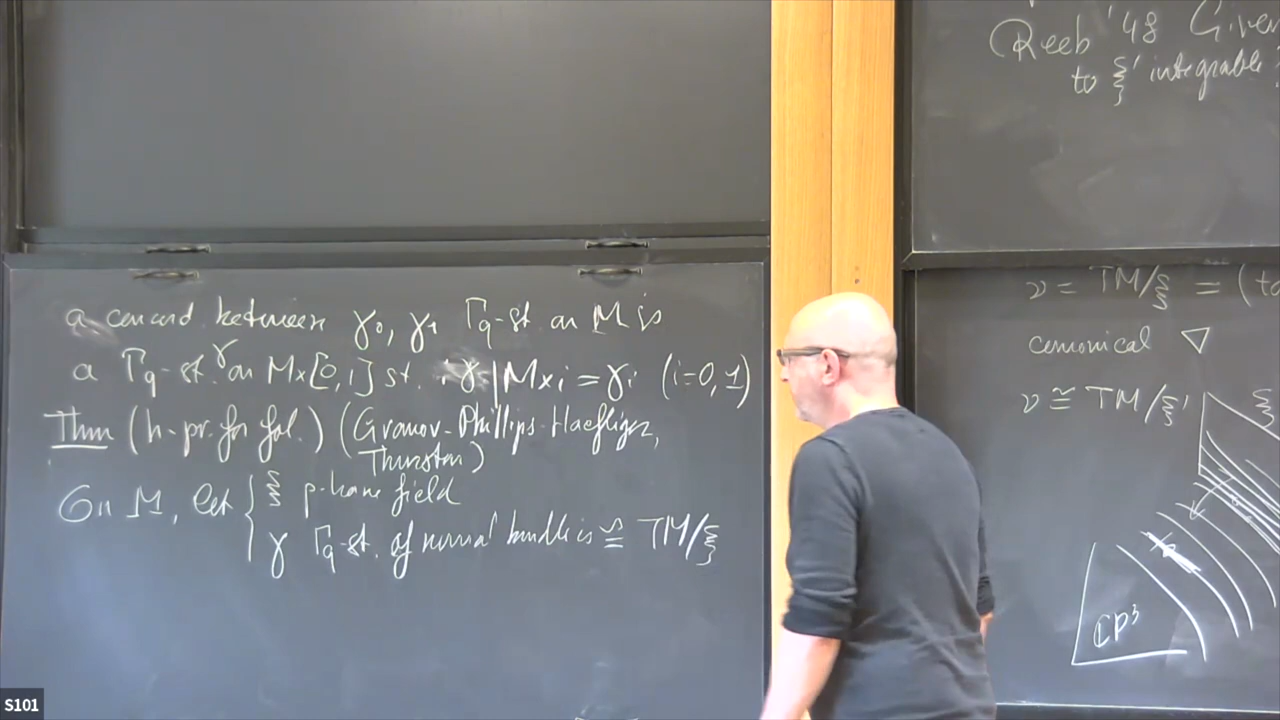 a concord between γ₀, γ₁ Γq-st. on M is
a Γq-st. γ on M×[0,1] st. γ|M×i = γi (i=0,1)
Thm (h-pr. for fol.) (Gromov-Phillips-Haefliger,
Thurston)
On M, let { ξ p-plane field
γ Γq-st. of normal bundle is ≅ TM/ξ
Reeb '48 Given
to ξ' integrable
ν = TM/ξ = (to
canonical ∇
ν ≅ TM/ξ'
ξ
CP³
S101